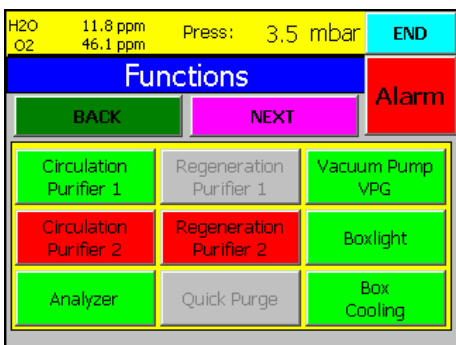 H2O 11.8 ppm Press: 3.5 mbar END
O2 46.1 ppm
Functions
Alarm
BACK NEXT
Circulation Regeneration Vacuum Pump
Purifier 1 Purifier 1 VPG
Circulation Regeneration Boxlight
Purifier 2 Purifier 2
Analyzer Quick Purge Box
Cooling